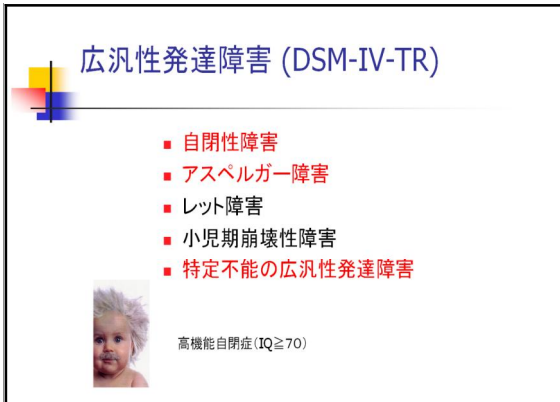 広汎性発達障害 (DSM-IV-TR)
自閉性障害
アスペルガー障害
レット障害
小児期崩壊性障害
特定不能の広汎性発達障害
高機能自閉症(IQ≧70)